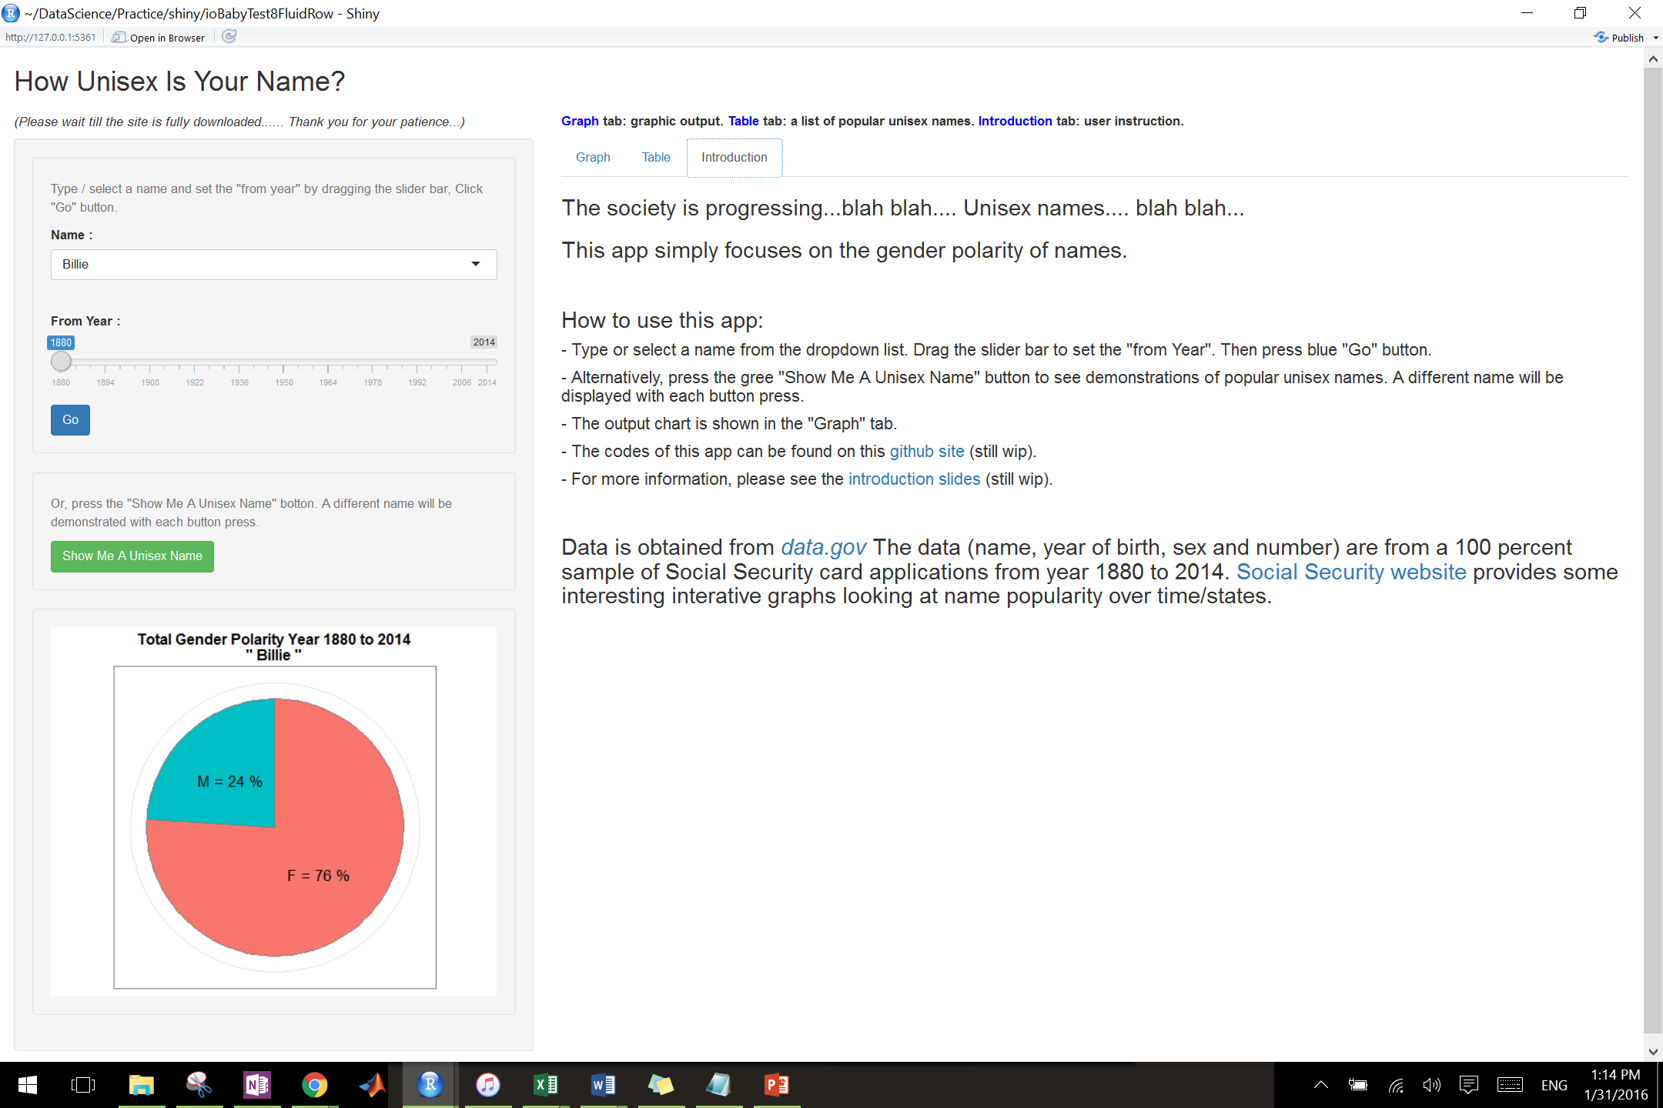 ~/DataScience/Practice/shiny/ioBabyTest8FluidRow - Shiny
http://127.0.0.1:5361 Open in Browser Publish
How Unisex Is Your Name?
(Please wait till the site is fully downloaded...... Thank you for your patience...)
Type / select a name and set the "from year" by dragging the slider bar, Click
"Go" button.
Name :
Billie
From Year :
1880 2014
1880 1894 1908 1922 1936 1950 1964 1978 1992 2006 2014
Go
Or, press the "Show Me A Unisex Name" botton. A different name will be
demonstrated with each button press.
Show Me A Unisex Name
Total Gender Polarity Year 1880 to 2014
" Billie "
M = 24 %
F = 76 %
Graph tab: graphic output. Table tab: a list of popular unisex names. Introduction tab: user instruction.
Graph Table Introduction
The society is progressing...blah blah.... Unisex names.... blah blah...
This app simply focuses on the gender polarity of names.
How to use this app:
- Type or select a name from the dropdown list. Drag the slider bar to set the "from Year". Then press blue "Go" button.
- Alternatively, press the gree "Show Me A Unisex Name" button to see demonstrations of popular unisex names. A different name will be
displayed with each button press.
- The output chart is shown in the "Graph" tab.
- The codes of this app can be found on this github site (still wip).
- For more information, please see the introduction slides (still wip).
Data is obtained from data.gov The data (name, year of birth, sex and number) are from a 100 percent
sample of Social Security card applications from year 1880 to 2014. Social Security website provides some
interesting interative graphs looking at name popularity over time/states.
ENG
1:14 PM
1/31/2016